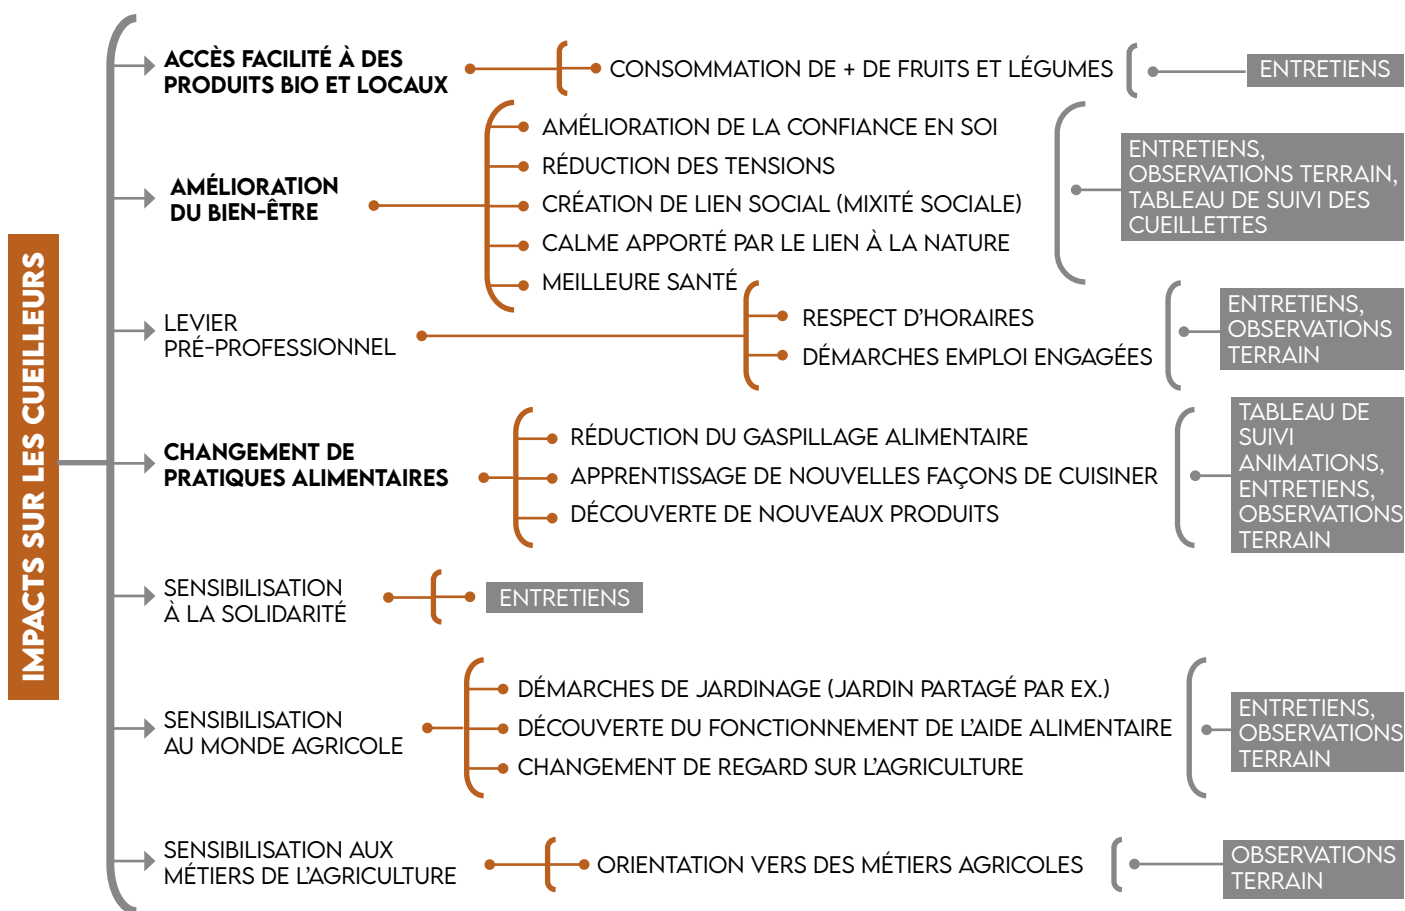 IMPACTS SUR LES CUEILLEURS
ACCÈS FACILITÉ À DES
PRODUITS BIO ET LOCAUX
CONSOMMATION DE + DE FRUITS ET LÉGUMES
ENTRETIENS
AMÉLIORATION
DU BIEN-ÊTRE
AMÉLIORATION DE LA CONFIANCE EN SOI
RÉDUCTION DES TENSIONS
CRÉATION DE LIEN SOCIAL (MIXITÉ SOCIALE)
CALME APPORTÉ PAR LE LIEN À LA NATURE
MEILLEURE SANTÉ
ENTRETIENS,
OBSERVATIONS TERRAIN,
TABLEAU DE SUIVI DES
CUEILLETTES
LEVIER
PRÉ-PROFESSIONNEL
RESPECT D'HORAIRES
DÉMARCHES EMPLOI ENGAGÉES
ENTRETIENS,
OBSERVATIONS
TERRAIN
CHANGEMENT DE
PRATIQUES ALIMENTAIRES
RÉDUCTION DU GASPILLAGE ALIMENTAIRE
APPRENTISSAGE DE NOUVELLES FAÇONS DE CUISINER
DÉCOUVERTE DE NOUVEAUX PRODUITS
TABLEAU DE
SUIVI
ANIMATIONS,
ENTRETIENS,
OBSERVATIONS
TERRAIN
SENSIBILISATION
À LA SOLIDARITÉ
ENTRETIENS
SENSIBILISATION
AU MONDE AGRICOLE
DÉMARCHES DE JARDINAGE (JARDIN PARTAGÉ PAR EX.)
DÉCOUVERTE DU FONCTIONNEMENT DE L'AIDE ALIMENTAIRE
CHANGEMENT DE REGARD SUR L'AGRICULTURE
ENTRETIENS,
OBSERVATIONS
TERRAIN
SENSIBILISATION AUX
MÉTIERS DE L'AGRICULTURE
ORIENTATION VERS DES MÉTIERS AGRICOLES
OBSERVATIONS
TERRAIN